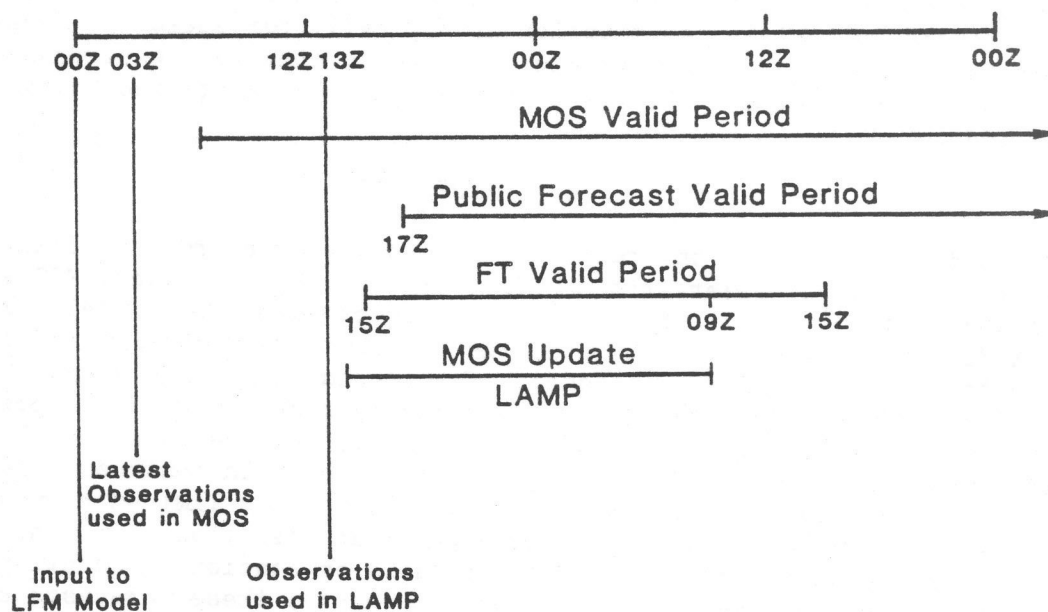 00Z 03Z 12Z 13Z 00Z 12Z 00Z
MOS Valid Period
Public Forecast Valid Period
17Z
FT Valid Period
15Z 09Z 15Z
MOS Update
LAMP
Latest
Observations
used in MOS
Input to
LFM Model
Observations
used in LAMP